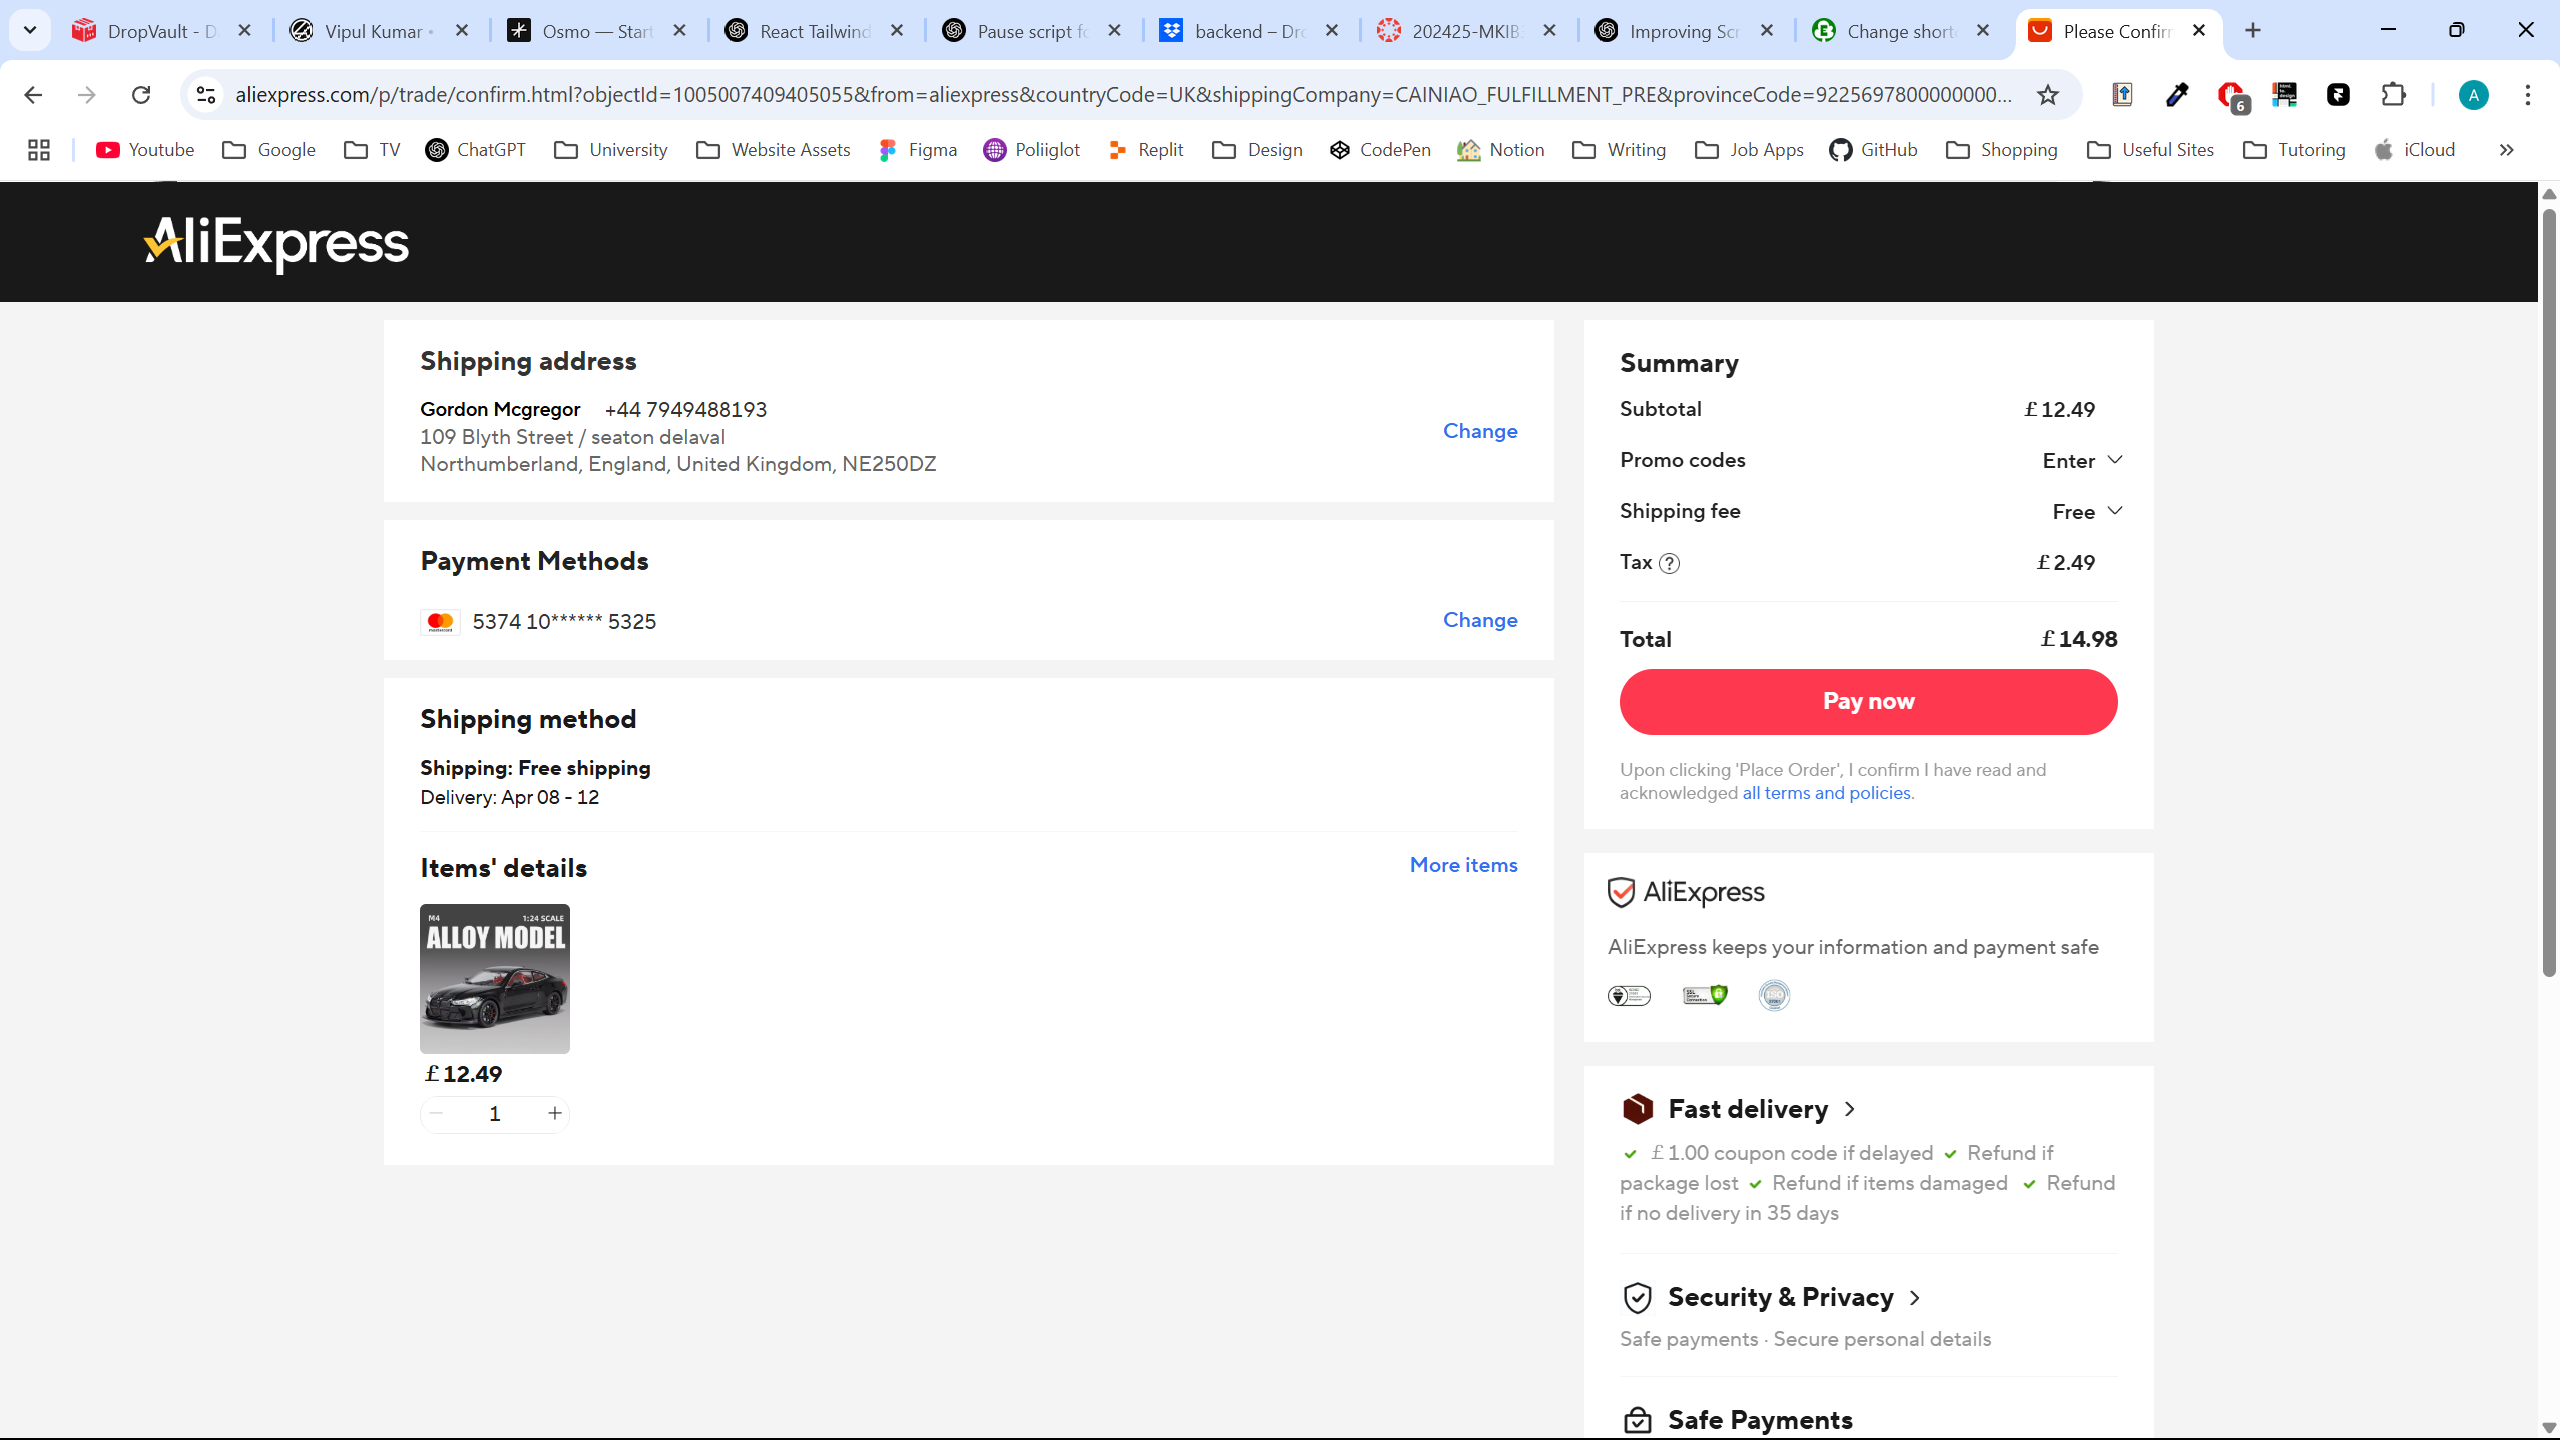 DropVault - D
Vipul Kumar •
Osmo — Start
React Tailwind
Pause script fo
backend – Dro
202425-MKIB
Improving Scr
Change short
Please Confirm
aliexpress.com/p/trade/confirm.html?objectId=1005007409405055&from=aliexpress&countryCode=UK&shippingCompany=CAINIAO_FULFILLMENT_PRE&provinceCode=9225697800000000...
6
A
Youtube
Google
TV
ChatGPT
University
Website Assets
Figma
Poliiglot
Replit
Design
CodePen
Notion
Writing
Job Apps
GitHub
Shopping
Useful Sites
Tutoring
iCloud
AliExpress
Shipping address
Gordon Mcgregor +44 7949488193
109 Blyth Street / seaton delaval
Northumberland, England, United Kingdom, NE250DZ
Change
Payment Methods
5374 10****** 5325
Change
Shipping method
Shipping: Free shipping
Delivery: Apr 08 - 12
Items' details
More items
M4 1:24 SCALE
ALLOY MODEL
£12.49
1
Summary
Subtotal £12.49
Promo codes Enter
Shipping fee Free
Tax ? £2.49
Total £14.98
Pay now
Upon clicking 'Place Order', I confirm I have read and
acknowledged all terms and policies.
AliExpress
AliExpress keeps your information and payment safe
Fast delivery
£1.00 coupon code if delayed Refund if
package lost Refund if items damaged Refund
if no delivery in 35 days
Security & Privacy
Safe payments · Secure personal details
Safe Payments